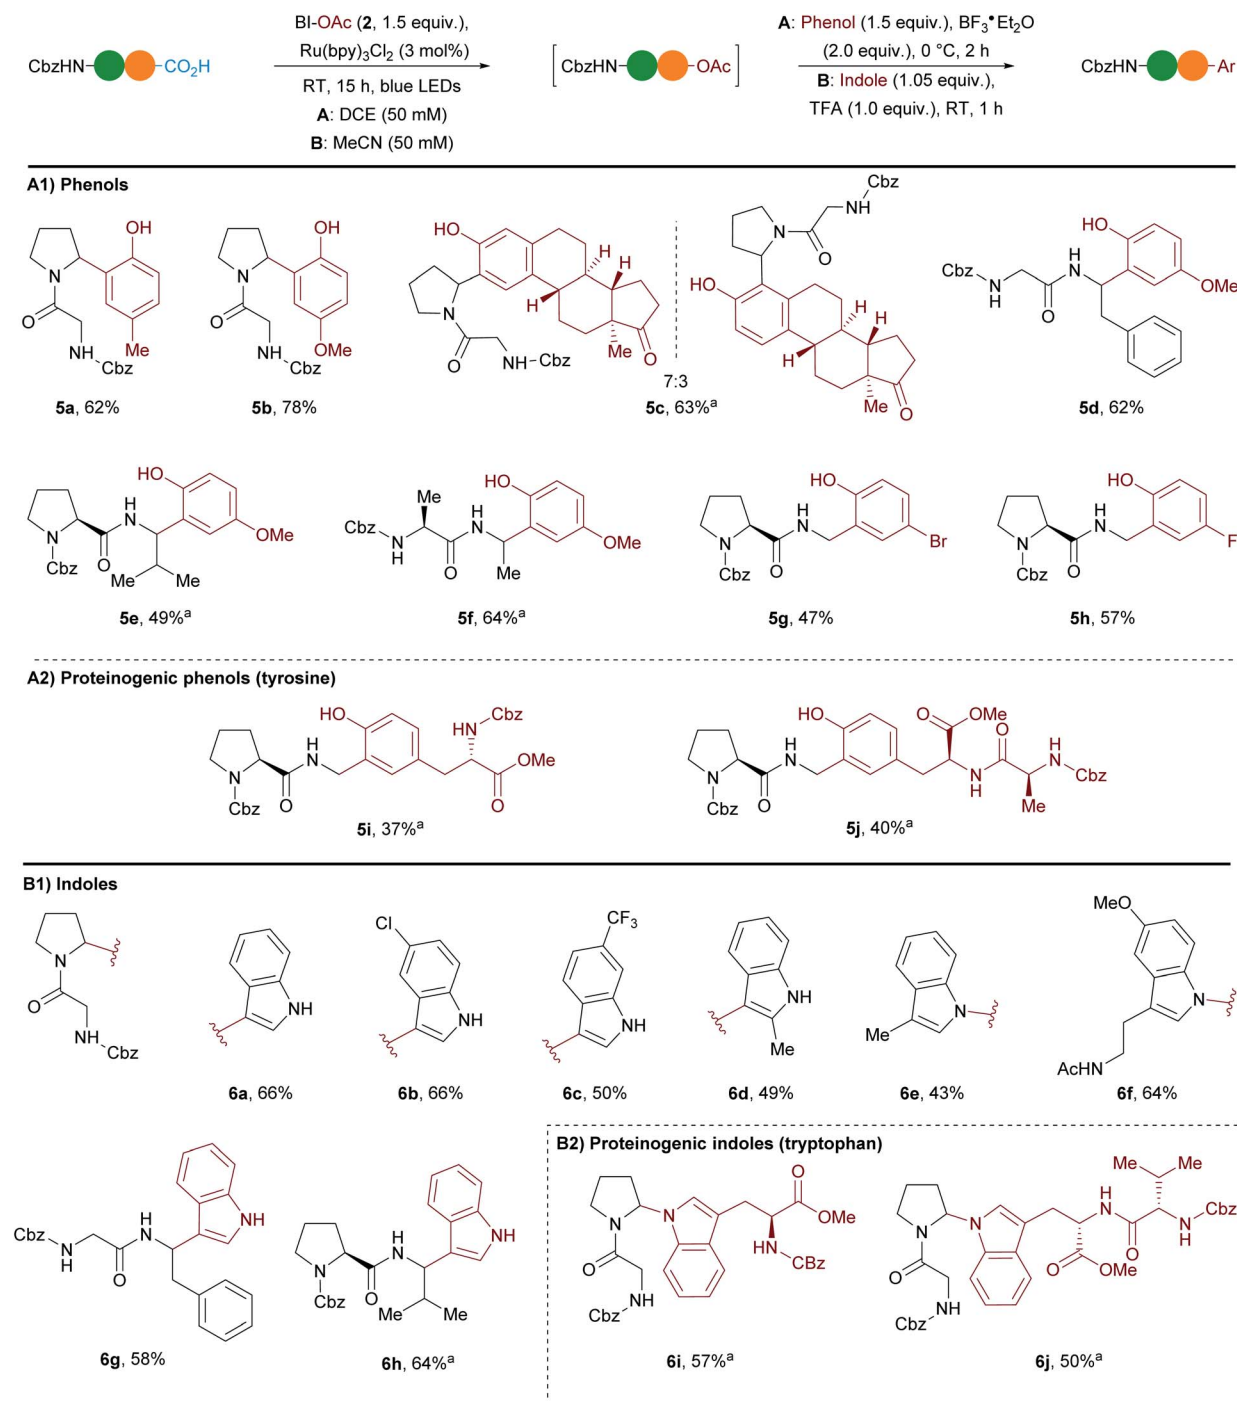 CbzHN
CO₂H
BI-OAc (2, 1.5 equiv.),
Ru(bpy)₃Cl₂ (3 mol%)
RT, 15 h, blue LEDs
A: DCE (50 mM)
B: MeCN (50 mM)
CbzHN
OAc
A: Phenol (1.5 equiv.), BF₃•Et₂O
(2.0 equiv.), 0 °C, 2 h
B: Indole (1.05 equiv.),
TFA (1.0 equiv.), RT, 1 h
CbzHN
Ar
A1) Phenols
OH
N
O
NH
Cbz
Me
5a, 62%
OH
N
O
NH
Cbz
OMe
5b, 78%
HO
H
H
H
N
O
NH
Cbz
Me
O
7:3
Cbz
NH
N
O
HO
H
H
H
Me
O
5c, 63%ᵃ
HO
Cbz
N
H
O
H
N
OMe
5d, 62%
HO
H
N
N
Cbz
O
OMe
Me
Me
5e, 49%ᵃ
HO
Me
Cbz
N
H
O
H
N
Me
OMe
5f, 64%ᵃ
HO
H
N
N
Cbz
O
Br
5g, 47%
HO
H
N
N
Cbz
O
F
5h, 57%
A2) Proteinogenic phenols (tyrosine)
HO
H
N
N
Cbz
O
HN
Cbz
OMe
O
5i, 37%ᵃ
HO
H
N
N
Cbz
O
O
OMe
N
H
O
Me
H
N
Cbz
5j, 40%ᵃ
B1) Indoles
N
O
NH
Cbz
NH
6a, 66%
Cl
NH
6b, 66%
CF₃
NH
6c, 50%
NH
Me
6d, 49%
N
Me
6e, 43%
MeO
N
AcHN
6f, 64%
Cbz
N
H
O
H
N
NH
6g, 58%
H
N
N
Cbz
O
NH
Me
Me
6h, 64%ᵃ
B2) Proteinogenic indoles (tryptophan)
N
N
O
NH
Cbz
O
OMe
HN
CBz
6i, 57%ᵃ
N
N
O
NH
Cbz
Me
Me
H
N
O
N
H
Cbz
O
OMe
6j, 50%ᵃ